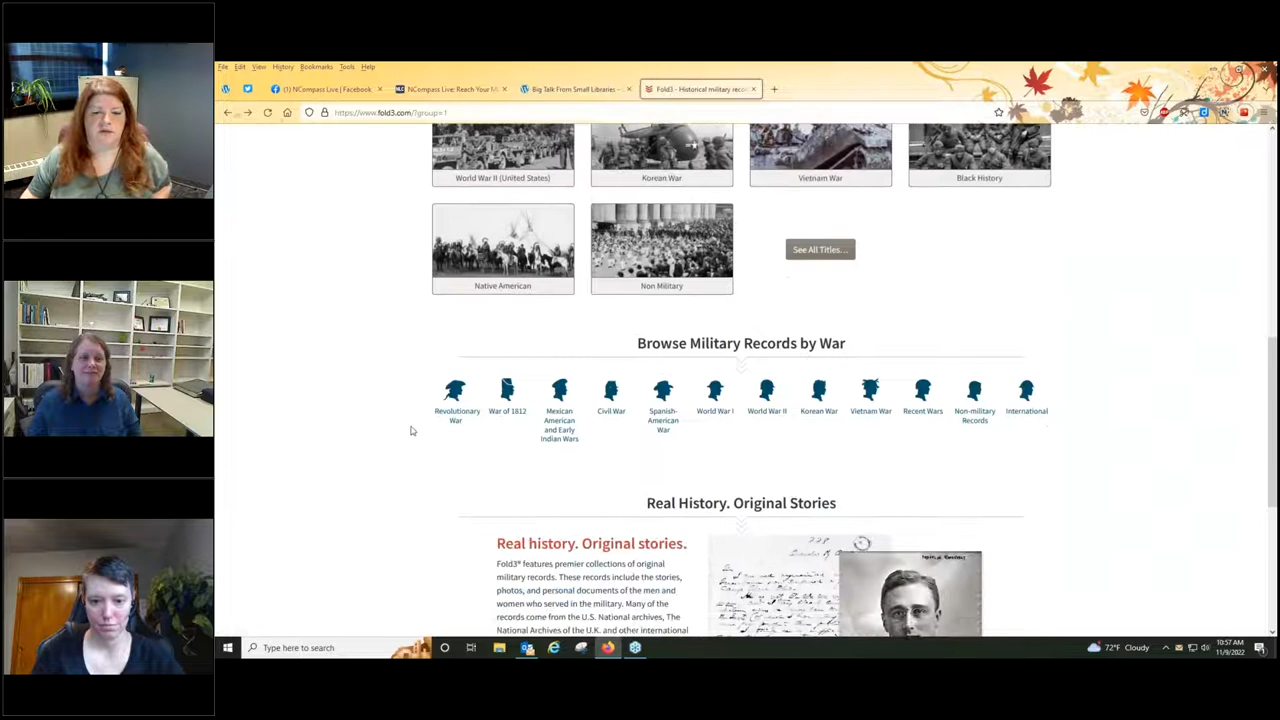 File Edit View History Bookmarks Tools Help
(1) NCompass Live | Facebook
NCompass Live: Reach Your M
Big Talk From Small Libraries –
Fold3 - Historical military reco
https://www.fold3.com/?group=1
World War II (United States)
Korean War
Vietnam War
Black History
Native American
Non Military
See All Titles...
Browse Military Records by War
Revolutionary War
War of 1812
Mexican American and Early Indian Wars
Civil War
Spanish-American War
World War I
World War II
Korean War
Vietnam War
Recent Wars
Non-military Records
International
Real History. Original Stories
Real history. Original stories.
Fold3® features premier collections of original
military records. These records include the stories,
photos, and personal documents of the men and
women who served in the military. Many of the
records come from the U.S. National archives, The
National Archives of the U.K. and other international
Type here to search
72°F Cloudy
10:57 AM
11/9/2022